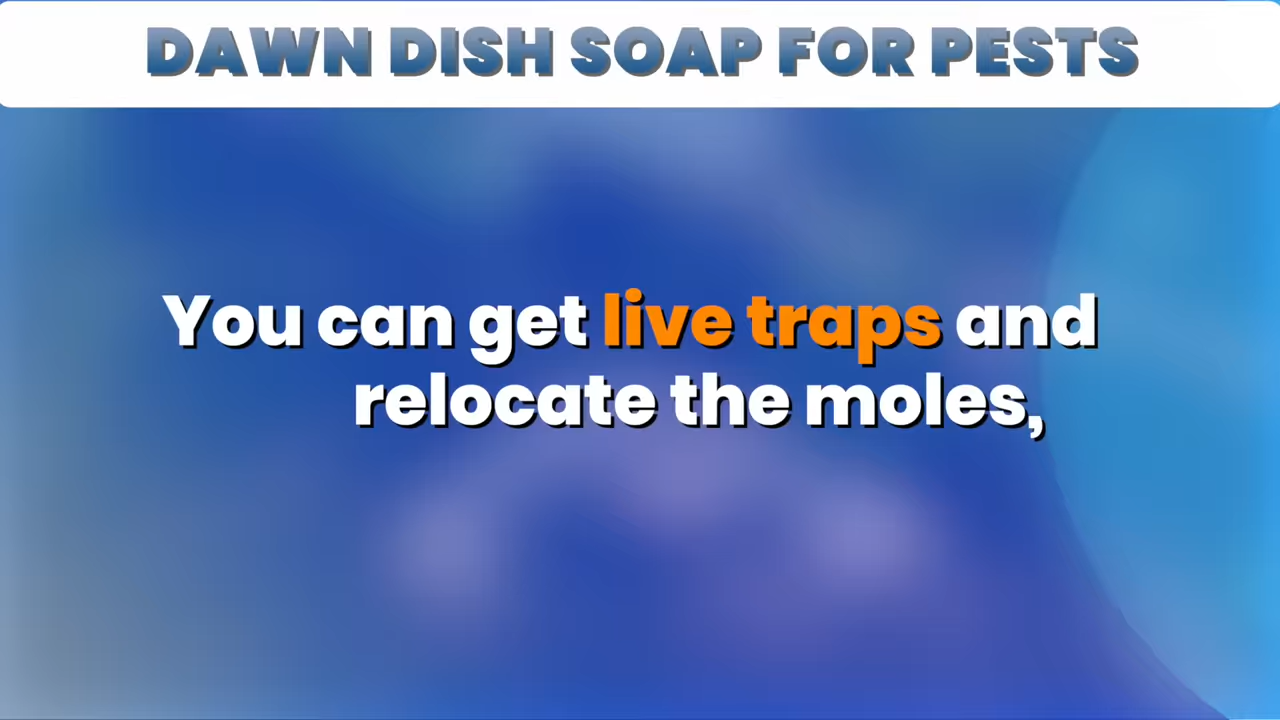 DAWN DISH SOAP FOR PESTS
You can get live traps and
relocate the moles,